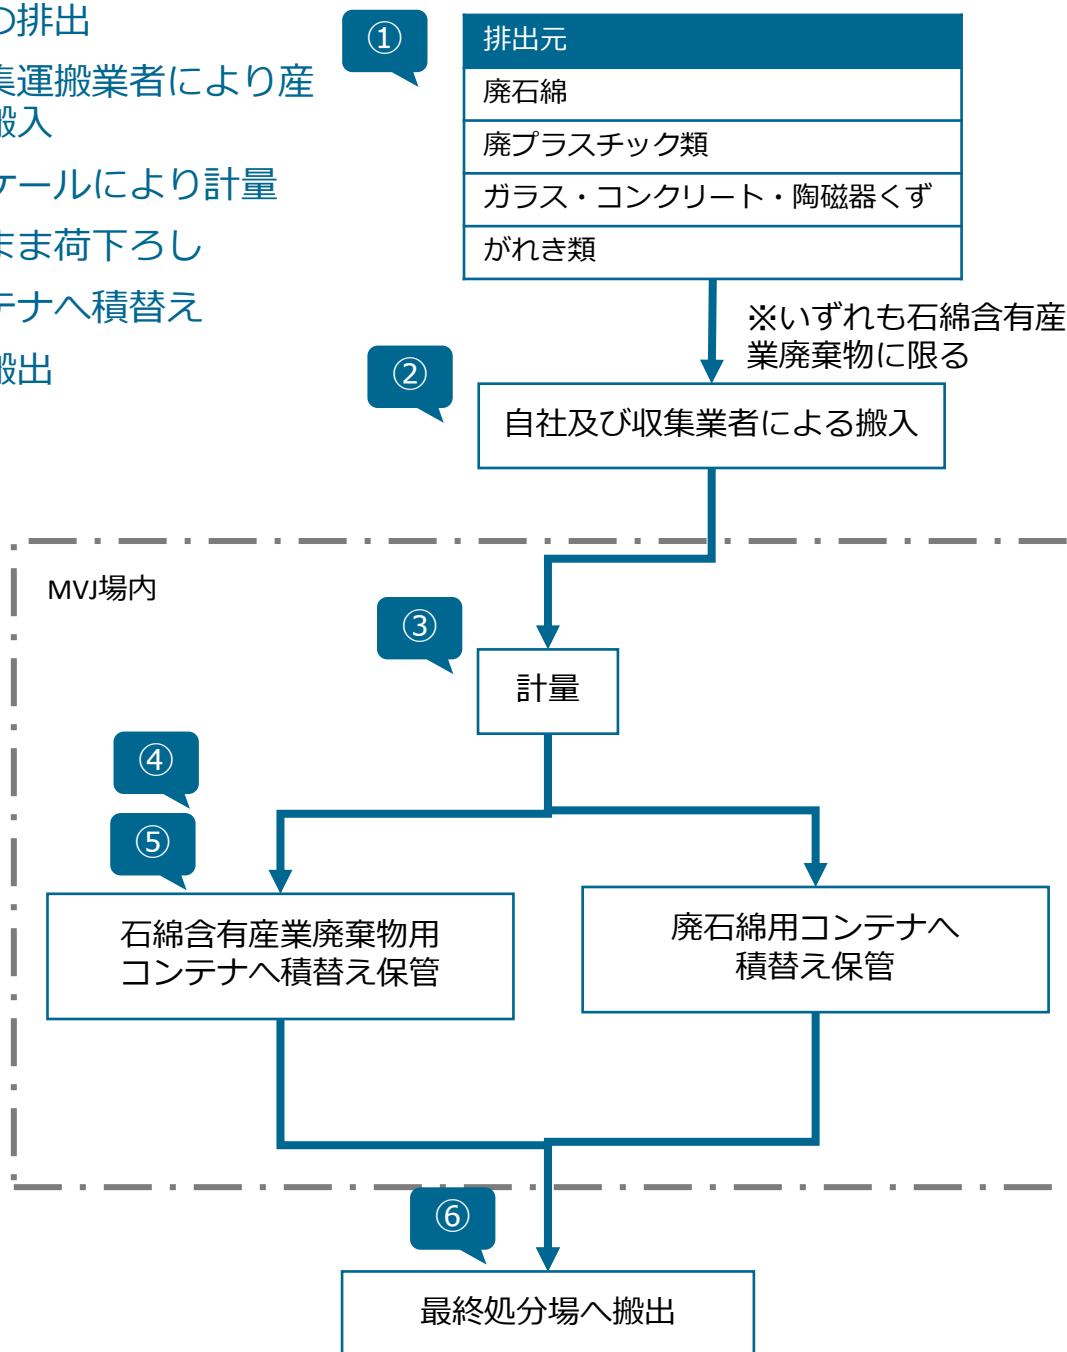 の排出
集運搬業者により産
搬入
ケールにより計量
まま荷下ろし
テナへ積替え
搬出
①
排出元
廃石綿
廃プラスチック類
ガラス・コンクリート・陶磁器くず
がれき類
※いずれも石綿含有産
業廃棄物に限る
②
自社及び収集業者による搬入
MVJ場内
③
計量
④
⑤
石綿含有産業廃棄物用
コンテナへ積替え保管
廃石綿用コンテナへ
積替え保管
⑥
最終処分場へ搬出